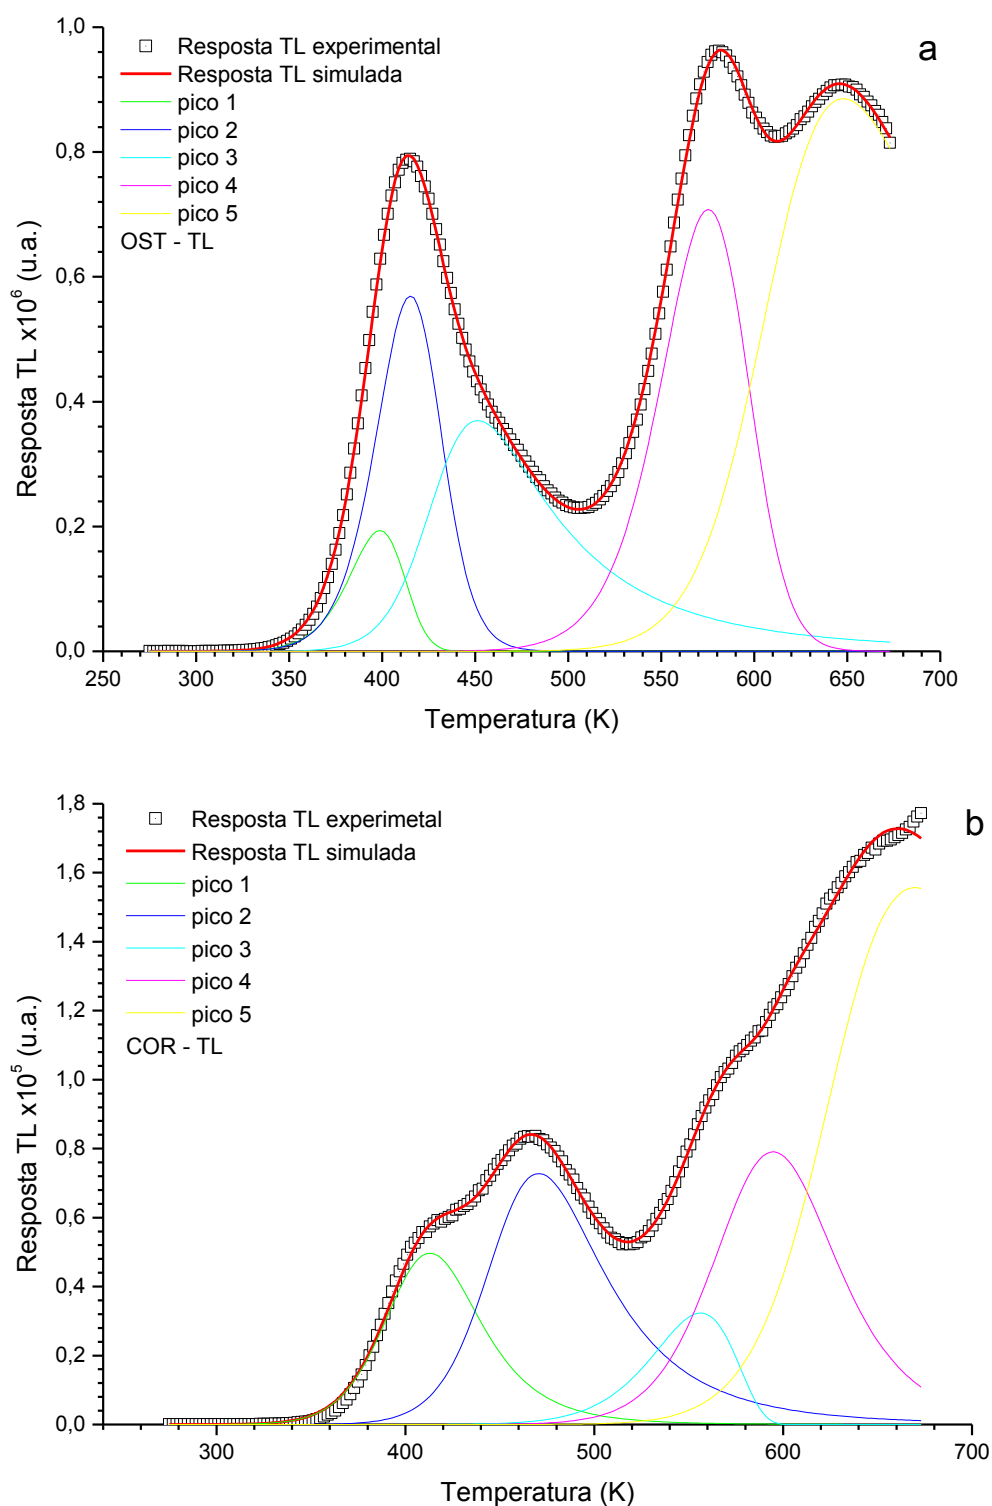 a
Resposta TL experimental
Resposta TL simulada
pico 1
pico 2
pico 3
pico 4
pico 5
OST - TL
Resposta TL x10⁶ (u.a.)
1,0
0,8
0,6
0,4
0,2
0,0
250 300 350 400 450 500 550 600 650 700
Temperatura (K)
b
Resposta TL experimetal
Resposta TL simulada
pico 1
pico 2
pico 3
pico 4
pico 5
COR - TL
Resposta TL x10⁵ (u.a.)
1,8
1,6
1,4
1,2
1,0
0,8
0,6
0,4
0,2
0,0
300 400 500 600 700
Temperatura (K)